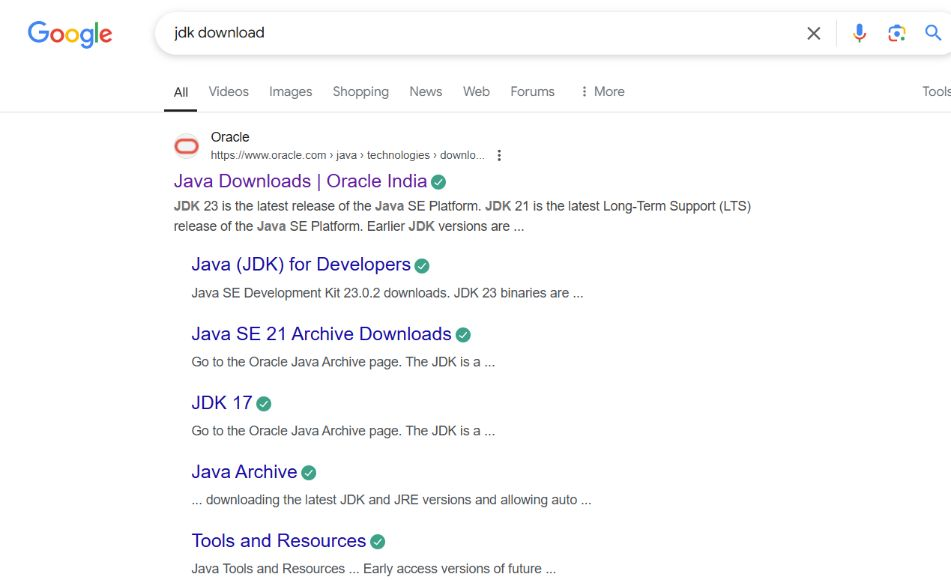 Google
jdk download
All Videos Images Shopping News Web Forums More Tools
Oracle
https://www.oracle.com › java › technologies › downlo...
Java Downloads | Oracle India
JDK 23 is the latest release of the Java SE Platform. JDK 21 is the latest Long-Term Support (LTS)
release of the Java SE Platform. Earlier JDK versions are ...
Java (JDK) for Developers
Java SE Development Kit 23.0.2 downloads. JDK 23 binaries are ...
Java SE 21 Archive Downloads
Go to the Oracle Java Archive page. The JDK is a ...
JDK 17
Go to the Oracle Java Archive page. The JDK is a ...
Java Archive
... downloading the latest JDK and JRE versions and allowing auto ...
Tools and Resources
Java Tools and Resources ... Early access versions of future ...